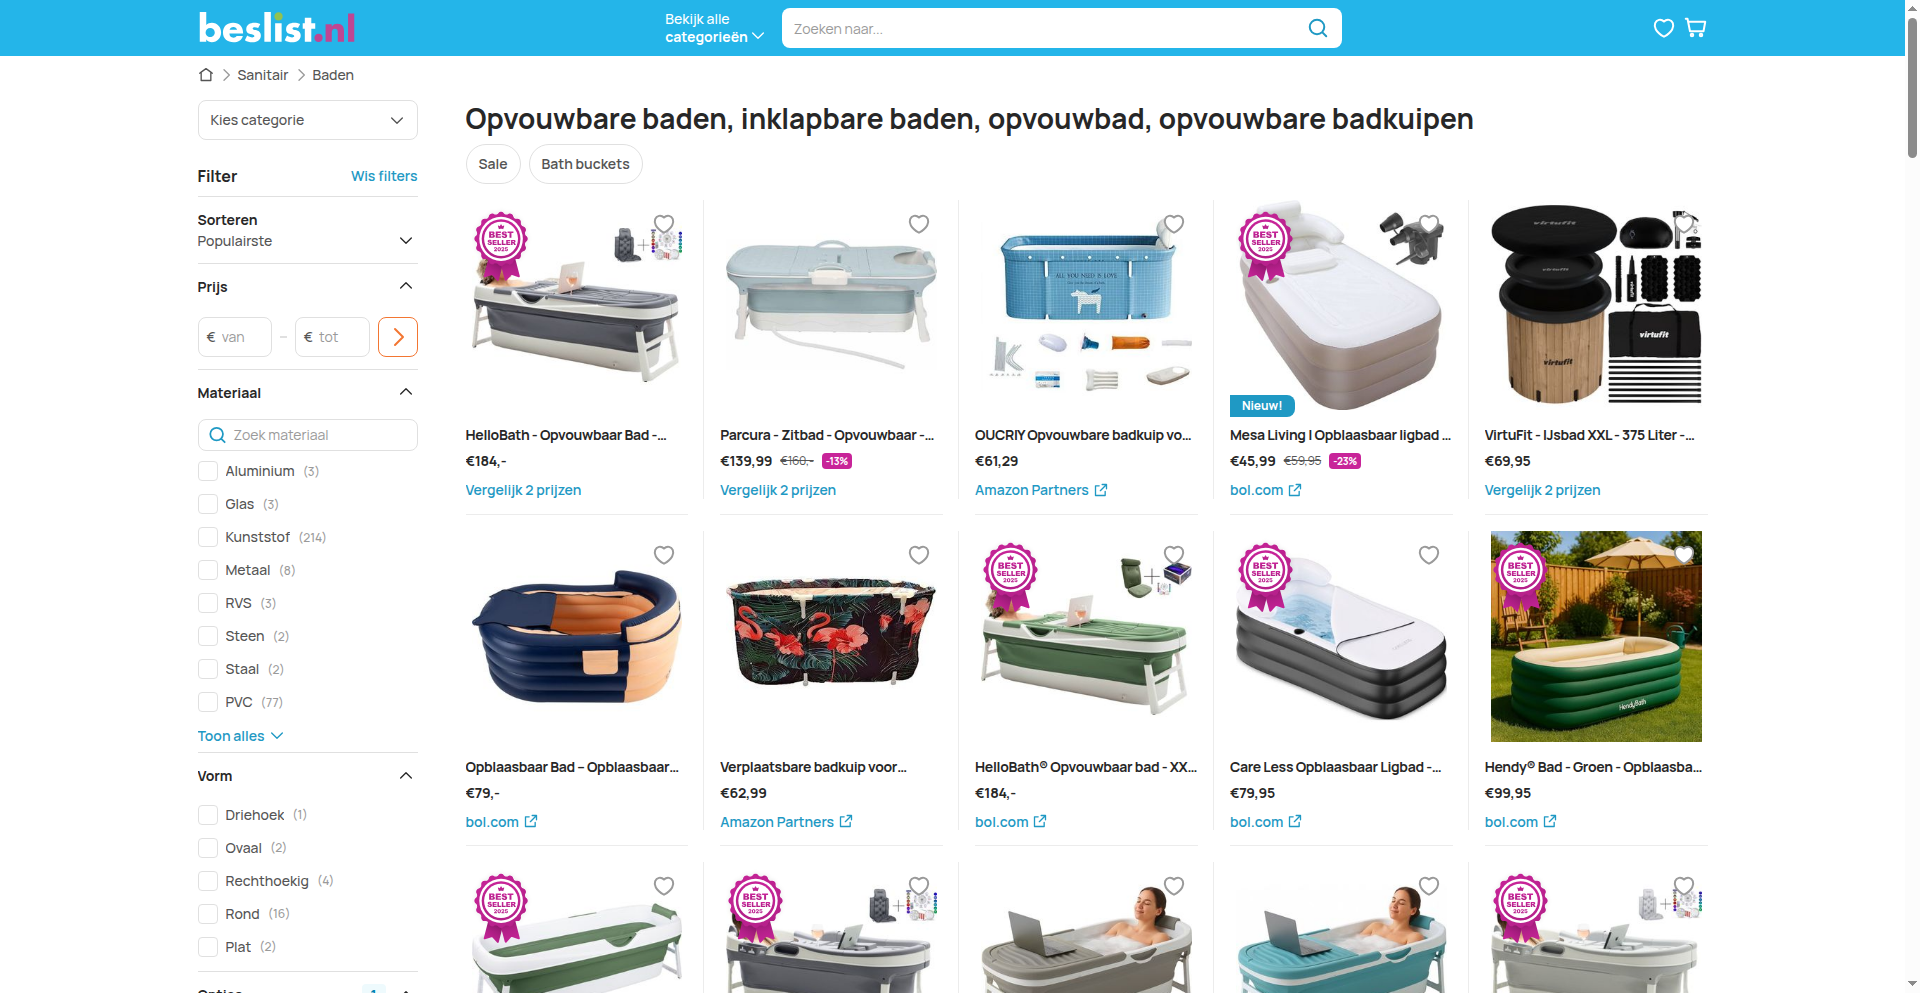 beslist.nl
Bekijk alle
categorieën
Zoeken naar...
Sanitair
Baden
Kies categorie
Filter
Wis filters
Sorteren
Populairste
Prijs
€ van
–
€ tot
Materiaal
Zoek materiaal
Aluminium (3)
Glas (3)
Kunststof (214)
Metaal (8)
RVS (3)
Steen (2)
Staal (2)
PVC (77)
Toon alles
Vorm
Driehoek (1)
Ovaal (2)
Rechthoekig (4)
Rond (16)
Plat (2)
Opvouwbare baden, inklapbare baden, opvouwbad, opvouwbare badkuipen
Sale
Bath buckets
BEST
SELLER
2025
HelloBath - Opvouwbaar Bad -...
€184,-
Vergelijk 2 prijzen
Parcura - Zitbad - Opvouwbaar -...
€139,99 €160,- -13%
Vergelijk 2 prijzen
ALL YOU NEED IS LOVE
OUCRIY Opvouwbare badkuip vo...
€61,29
Amazon Partners
BEST
SELLER
2025
Nieuw!
Mesa Living | Opblaasbaar ligbad ...
€45,99 €59,95 -23%
bol.com
virtufit
virtufit
virtufit
virtufit
VirtuFit - IJsbad XXL - 375 Liter -...
€69,95
Vergelijk 2 prijzen
Opblaasbaar Bad – Opblaasbaar...
€79,-
bol.com
Verplaatsbare badkuip voor...
€62,99
Amazon Partners
BEST
SELLER
2025
HelloBath® Opvouwbaar bad - XX...
€184,-
bol.com
BEST
SELLER
2025
Care Less Opblaasbaar Ligbad -...
€79,95
bol.com
BEST
SELLER
2025
HendyBath
Hendy® Bad - Groen - Opblaasba...
€99,95
bol.com
BEST
SELLER
2025
BEST
SELLER
2025
BEST
SELLER
2025